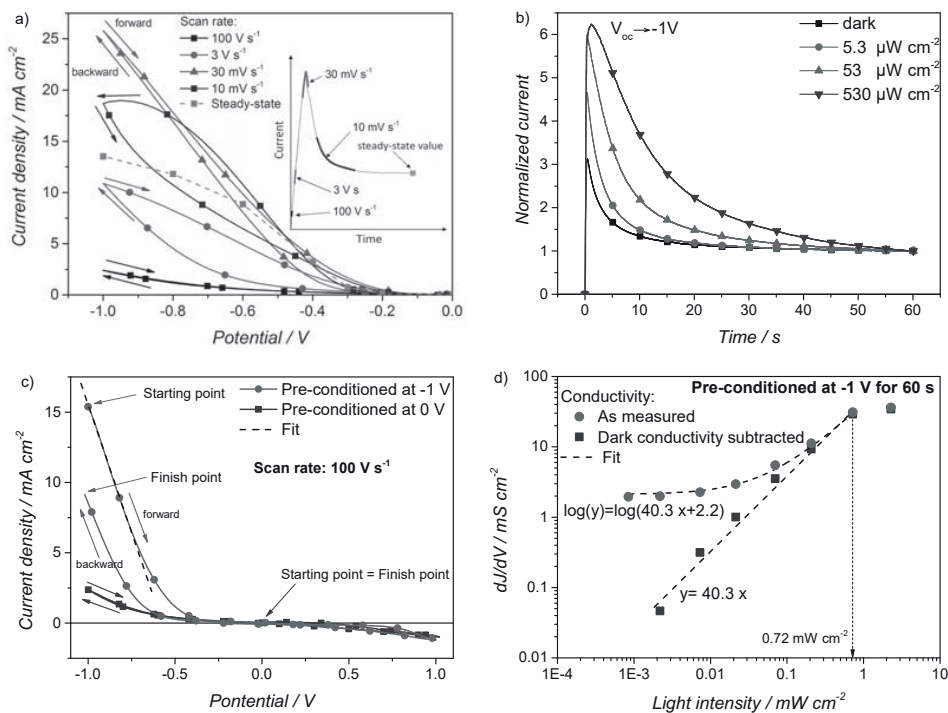 a)
forward
backward
Scan rate:
100 V s⁻¹
3 V s⁻¹
30 mV s⁻¹
10 mV s⁻¹
Steady-state
30 mV s⁻¹
10 mV s⁻¹
steady-state value
3 V s
100 V s⁻¹
Current
Time
25
20
15
10
5
0
-1.0 -0.8 -0.6 -0.4 -0.2 0.0
Current density / mA cm⁻²
Potential / V
b)
V_oc → -1V
dark
5.3 µW cm⁻²
53 µW cm⁻²
530 µW cm⁻²
6
5
4
3
2
1
0
0 10 20 30 40 50 60
Normalized current
Time / s
c)
Starting point
Finish point
forward
backward
Pre-conditioned at -1 V
Pre-conditioned at 0 V
Fit
Scan rate: 100 V s⁻¹
Starting point = Finish point
15
10
5
0
-1.0 -0.5 0.0 0.5 1.0
Current density / mA cm⁻²
Pontential / V
d)
Pre-conditioned at -1 V for 60 s
Conductivity:
As measured
Dark conductivity subtracted
Fit
log(y)=log(40.3 x+2.2)
y= 40.3 x
0.72 mW cm⁻²
100
10
1
0.1
0.01
1E-4 1E-3 0.01 0.1 1 10
dJ/dV / mS cm⁻²
Light intensity / mW cm⁻²